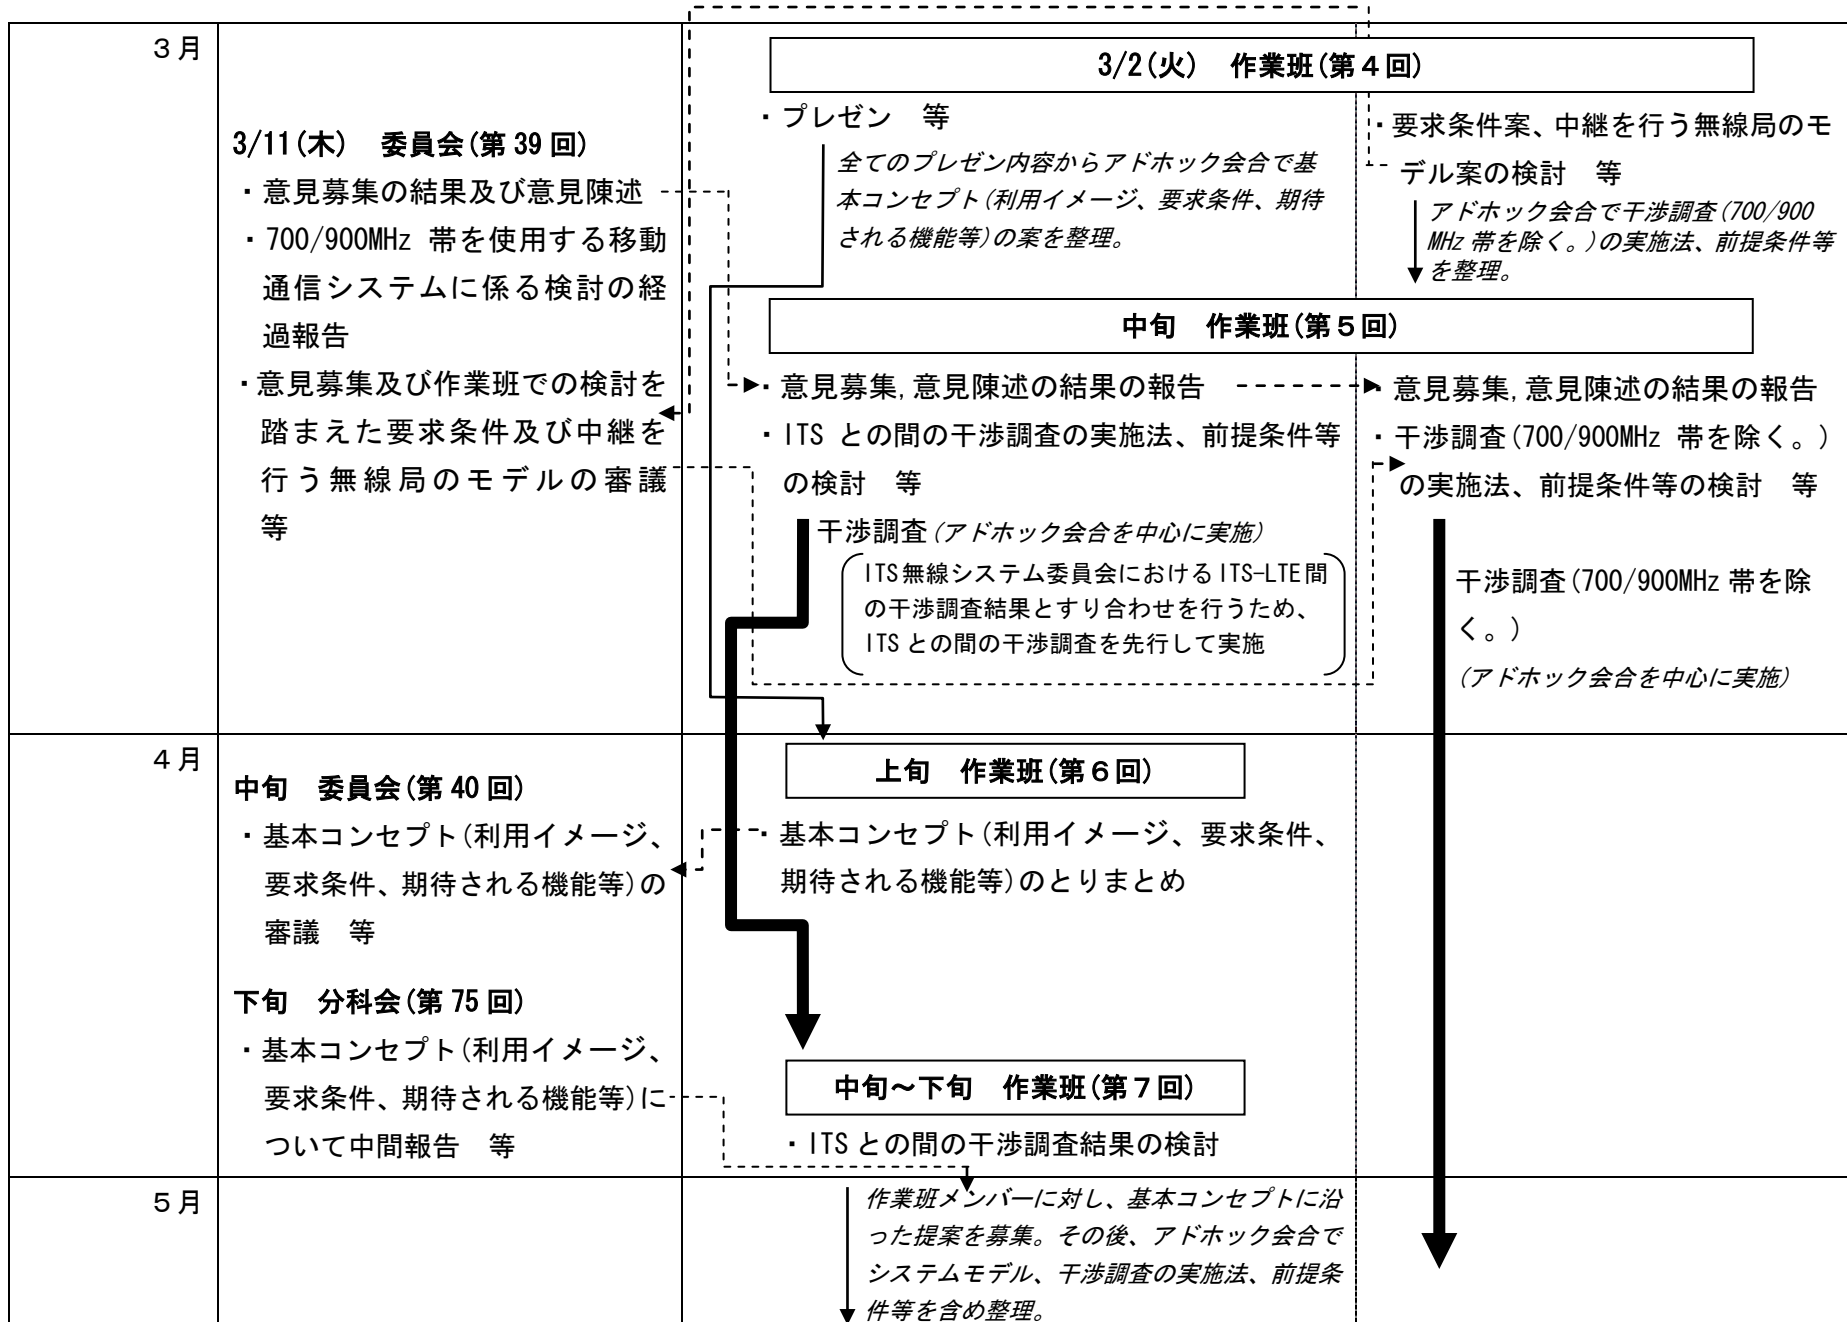 ３月
3/11(木)　委員会(第 39 回)
・意見募集の結果及び意見陳述
・700/900MHz 帯を使用する移動
通信システムに係る検討の経
過報告
・意見募集及び作業班での検討を
踏まえた要求条件及び中継を
行う無線局のモデルの審議
等
3/2(火)　作業班(第４回)
・プレゼン　等
全てのプレゼン内容からアドホック会合で基
本コンセプト(利用イメージ、要求条件、期待
される機能等)の案を整理。
・要求条件案、中継を行う無線局のモ
デル案の検討　等
アドホック会合で干渉調査(700/900
MHz 帯を除く。)の実施法、前提条件等
を整理。
中旬　作業班(第５回)
・意見募集,意見陳述の結果の報告
・ITS との間の干渉調査の実施法、前提条件等
の検討　等
干渉調査(アドホック会合を中心に実施)
ITS無線システム委員会におけるITS-LTE間
の干渉調査結果とすり合わせを行うため、
ITSとの間の干渉調査を先行して実施
・意見募集,意見陳述の結果の報告
・干渉調査(700/900MHz 帯を除く。)
の実施法、前提条件等の検討　等
干渉調査(700/900MHz 帯を除
く。)
(アドホック会合を中心に実施)
４月
中旬　委員会(第 40 回)
・基本コンセプト(利用イメージ、
要求条件、期待される機能等)の
審議　等
下旬　分科会(第 75 回)
・基本コンセプト(利用イメージ、
要求条件、期待される機能等)に
ついて中間報告　等
上旬　作業班(第６回)
・基本コンセプト(利用イメージ、要求条件、
期待される機能等)のとりまとめ
中旬～下旬　作業班(第７回)
・ITSとの間の干渉調査結果の検討
５月
作業班メンバーに対し、基本コンセプトに沿
った提案を募集。その後、アドホック会合で
システムモデル、干渉調査の実施法、前提条
件等を含め整理。